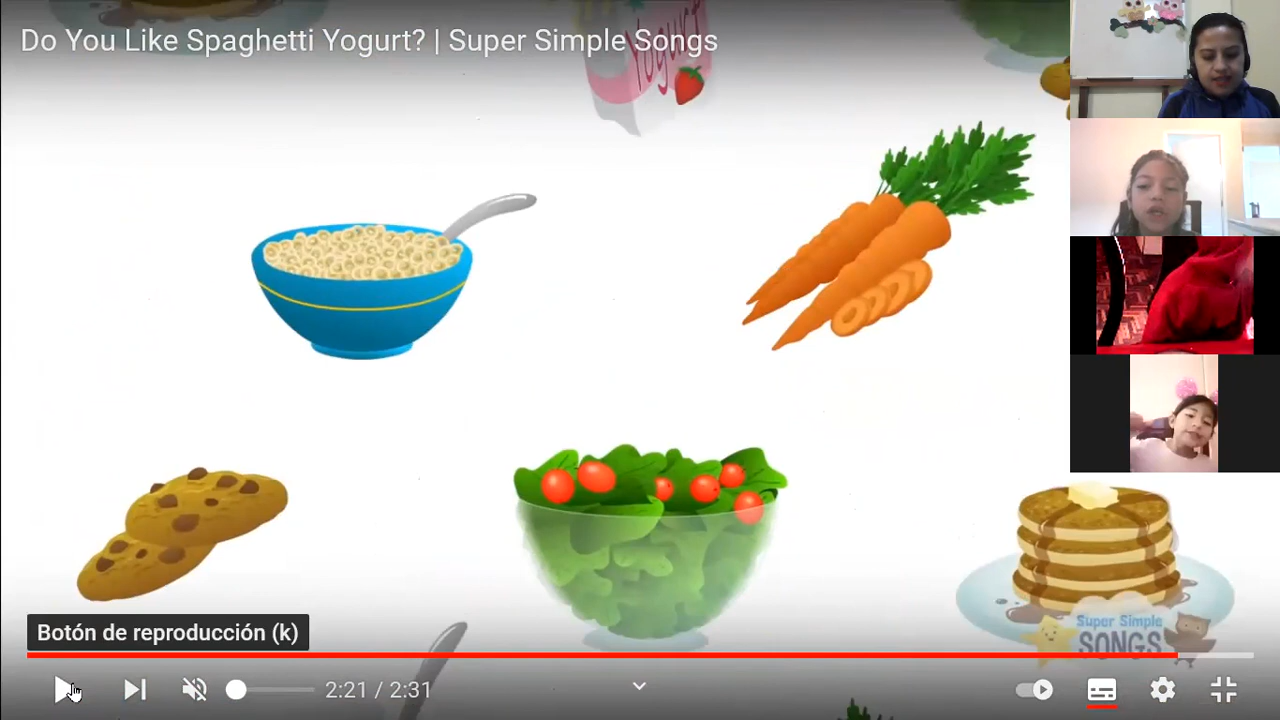 Do You Like Spaghetti Yogurt? | Super Simple Songs
Yogurt
Botón de reproducción (k)
Super Simple
SONGS
2:21 / 2:31